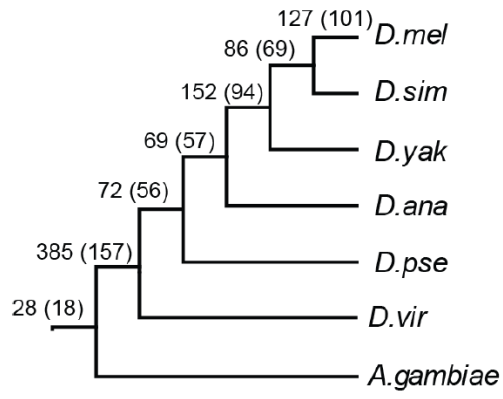 127 (101)
D.mel
86 (69)
152 (94)
D.sim
69 (57)
D.yak
72 (56)
D.ana
385 (157)
D.pse
28 (18)
D.vir
A.gambiae